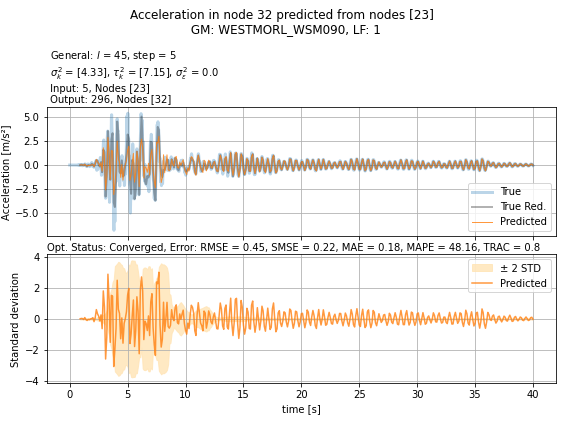 Acceleration in node 32 predicted from nodes [23]
GM: WESTMORL_WSM090, LF: 1
General: l = 45, step = 5
σ²ₖ = [4.33], τ²ₖ = [7.15], σ²ε = 0.0
Input: 5, Nodes [23]
Output: 296, Nodes [32]
Acceleration [m/s²]
5.0
2.5
0.0
−2.5
−5.0
True
True Red.
Predicted
Opt. Status: Converged, Error: RMSE = 0.45, SMSE = 0.22, MAE = 0.18, MAPE = 48.16, TRAC = 0.8
Standard deviation
4
2
0
−2
−4
± 2 STD
Predicted
0 5 10 15 20 25 30 35 40
time [s]